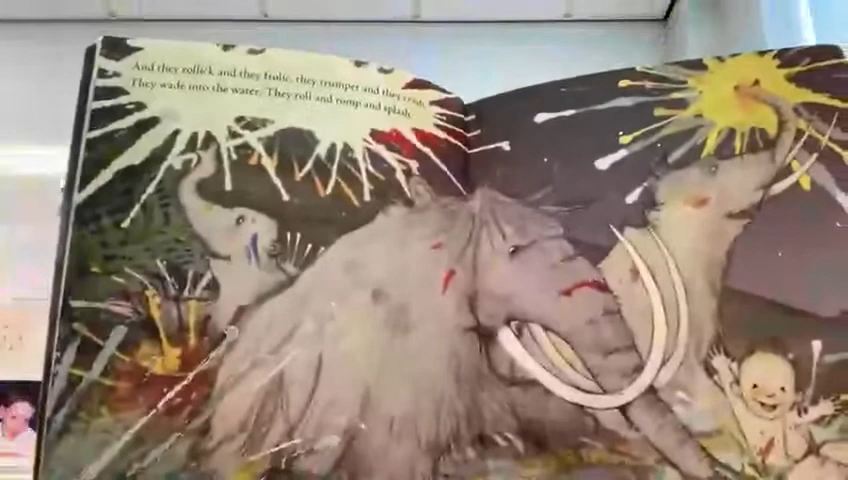 And they rollick and they frolic, they trumpet and they crash.
They wade into the water. They roll and romp and splash.